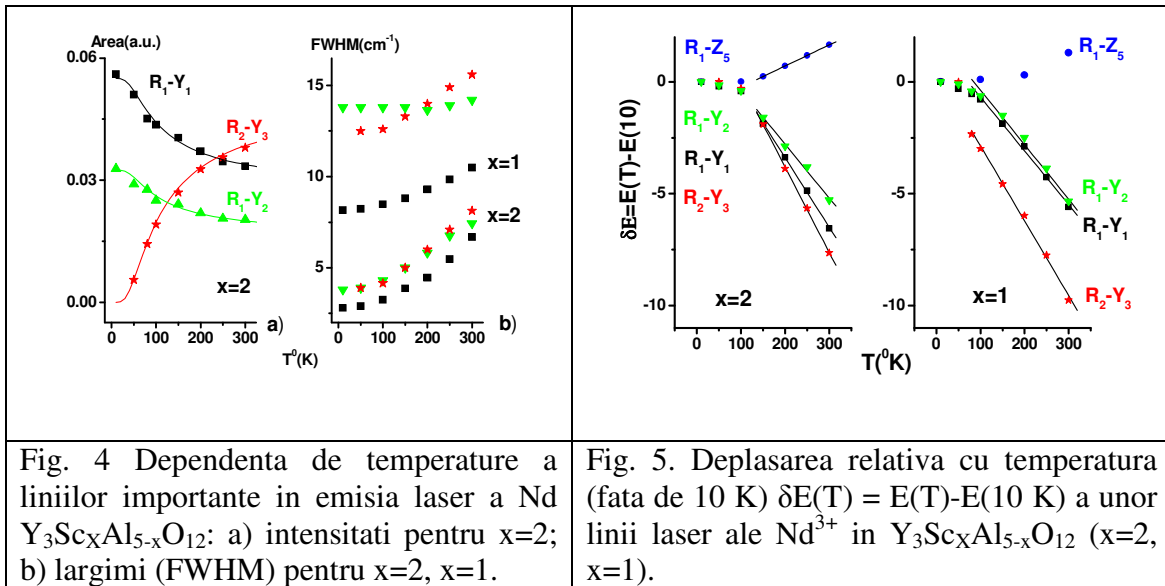 Area(a.u.)
0.06
0.03
0.00
R₁-Y₁
R₂-Y₃
R₁-Y₂
x=2
a)
0 100 200 300
T⁰(K)
FWHM(cm⁻¹)
15
10
5
x=1
x=2
b)
0 100 200 300
δE=E(T)-E(10)
0
-5
-10
R₁-Z₅
R₁-Y₂
R₁-Y₁
R₂-Y₃
x=2
0 100 200 300
0
-5
-10
R₁-Z₅
R₁-Y₂
R₁-Y₁
R₂-Y₃
x=1
0 100 200 300
T(⁰K)
Fig. 4 Dependenta de temperature a
liniilor importante in emisia laser a Nd
Y₃ScₓAl₅₋ₓO₁₂: a) intensitati pentru x=2;
b) largimi (FWHM) pentru x=2, x=1.
Fig. 5. Deplasarea relativa cu temperatura
(fata de 10 K) δE(T) = E(T)-E(10 K) a unor
linii laser ale Nd³⁺ in Y₃ScₓAl₅₋ₓO₁₂ (x=2,
x=1).